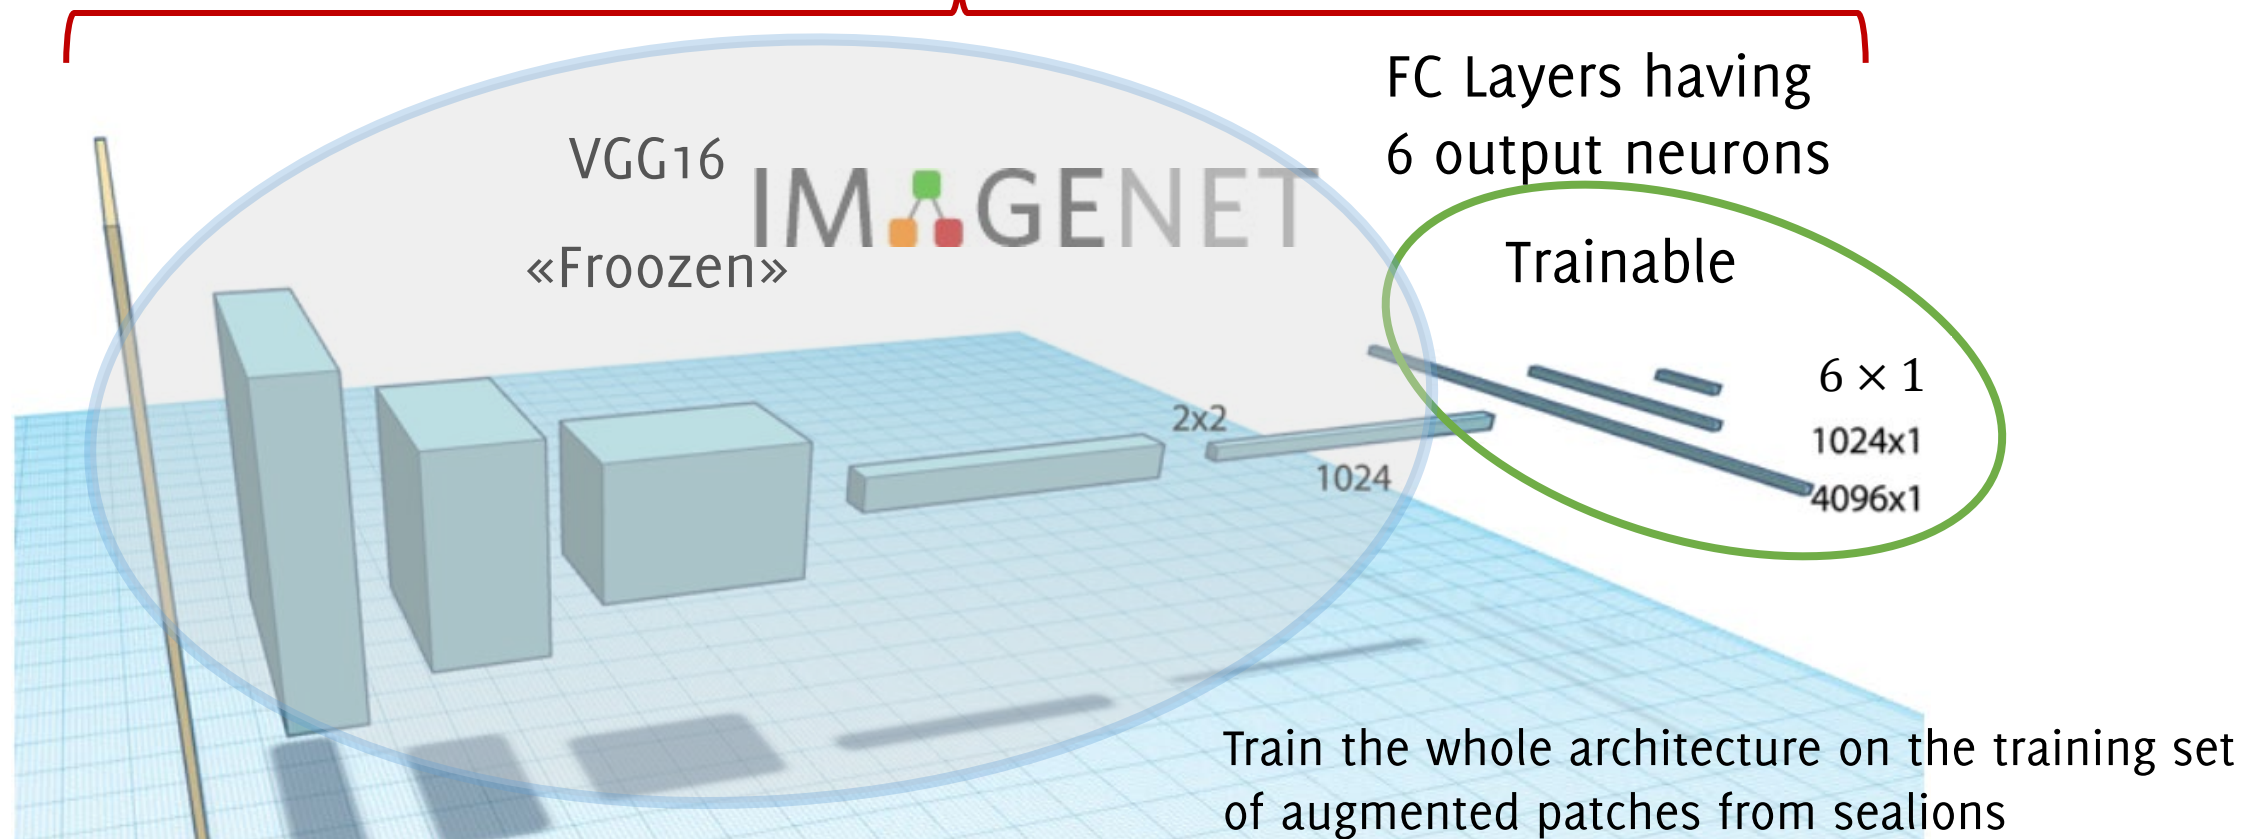 FC Layers having
6 output neurons
VGG16
IMAGENET
«Froozen»
Trainable
6 × 1
2x2
1024x1
1024
4096x1
Train the whole architecture on the training set
of augmented patches from sealions